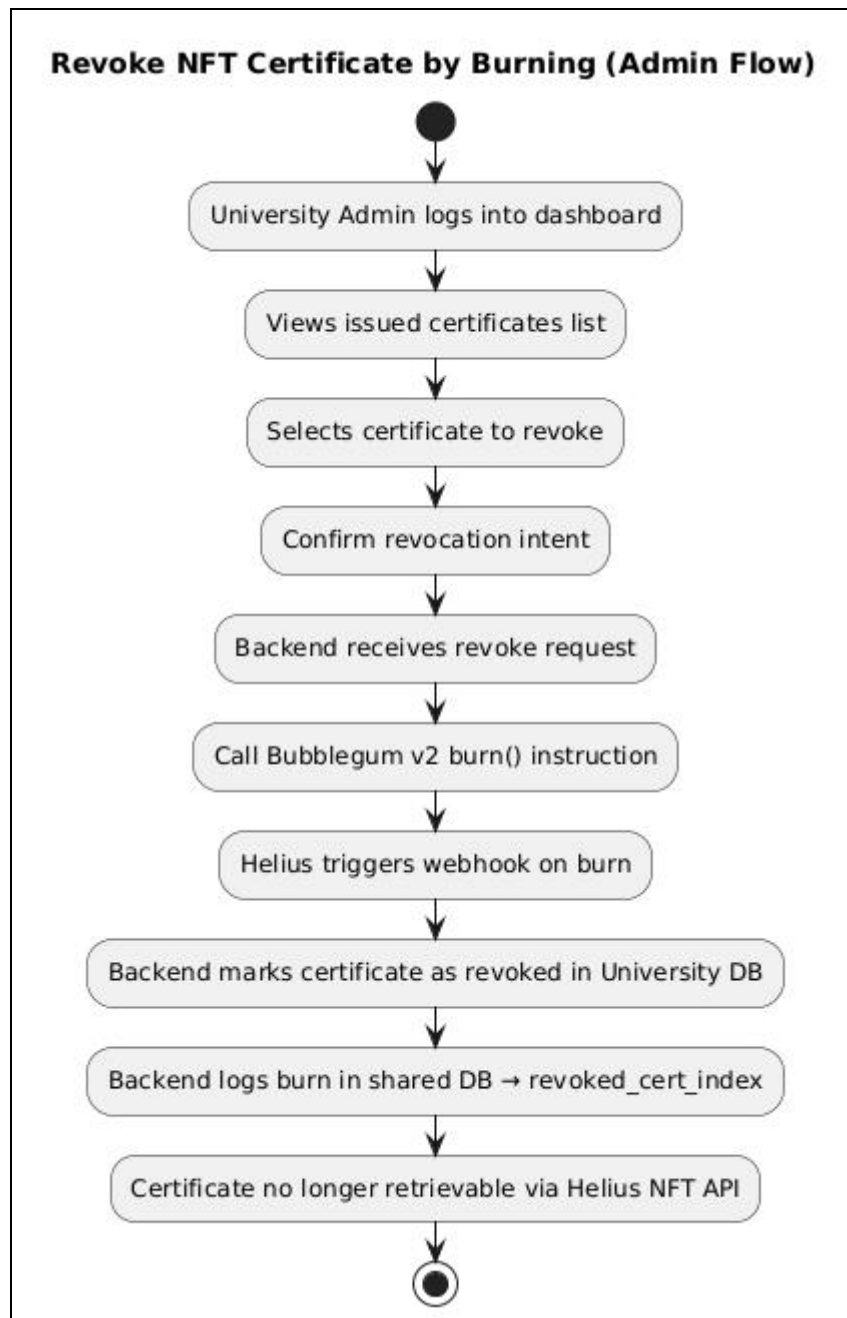 Revoke NFT Certificate by Burning (Admin Flow)
University Admin logs into dashboard
Views issued certificates list
Selects certificate to revoke
Confirm revocation intent
Backend receives revoke request
Call Bubblegum v2 burn() instruction
Helius triggers webhook on burn
Backend marks certificate as revoked in University DB
Backend logs burn in shared DB → revoked_cert_index
Certificate no longer retrievable via Helius NFT API